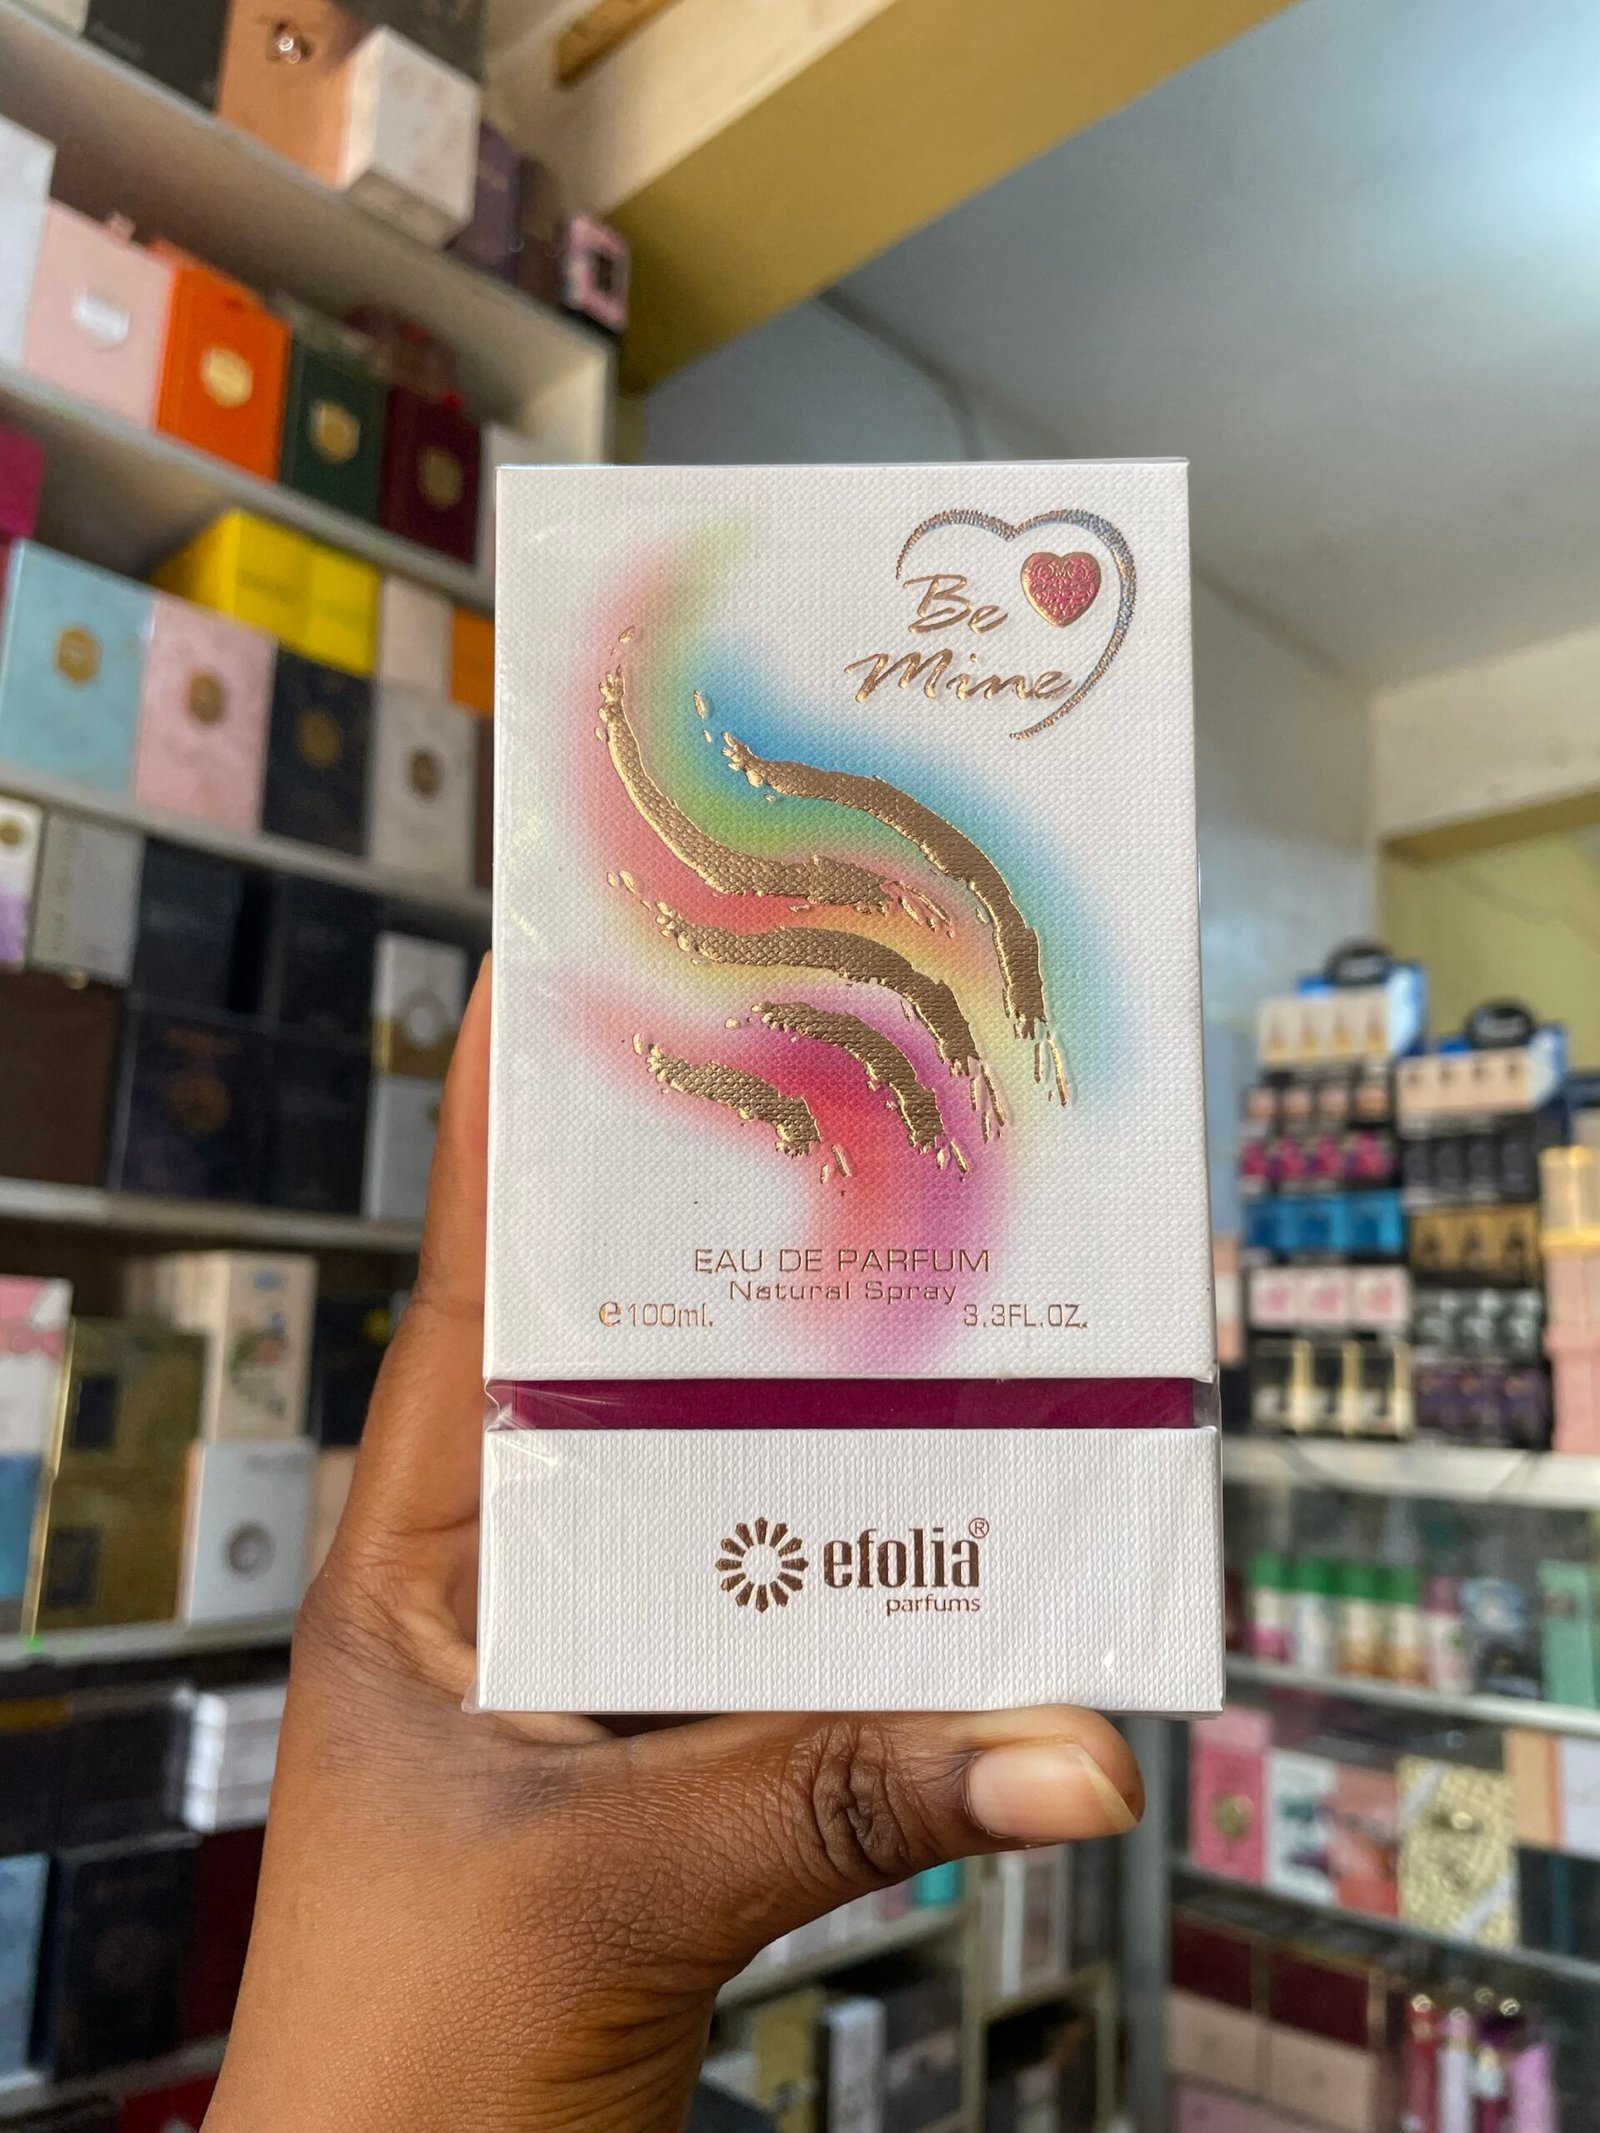 Be
Mine
EAU DE PARFUM
Natural Spray
℮100ml. 3.3FL.OZ.
efolia®
parfums